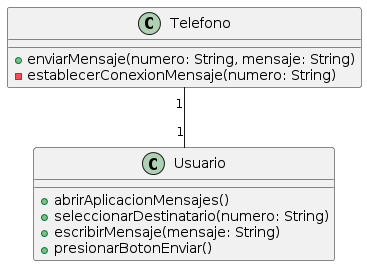 C Telefono
enviarMensaje(numero: String, mensaje: String)
establecerConexionMensaje(numero: String)
1
1
C Usuario
abrirAplicacionMensajes()
seleccionarDestinatario(numero: String)
escribirMensaje(mensaje: String)
presionarBotonEnviar()